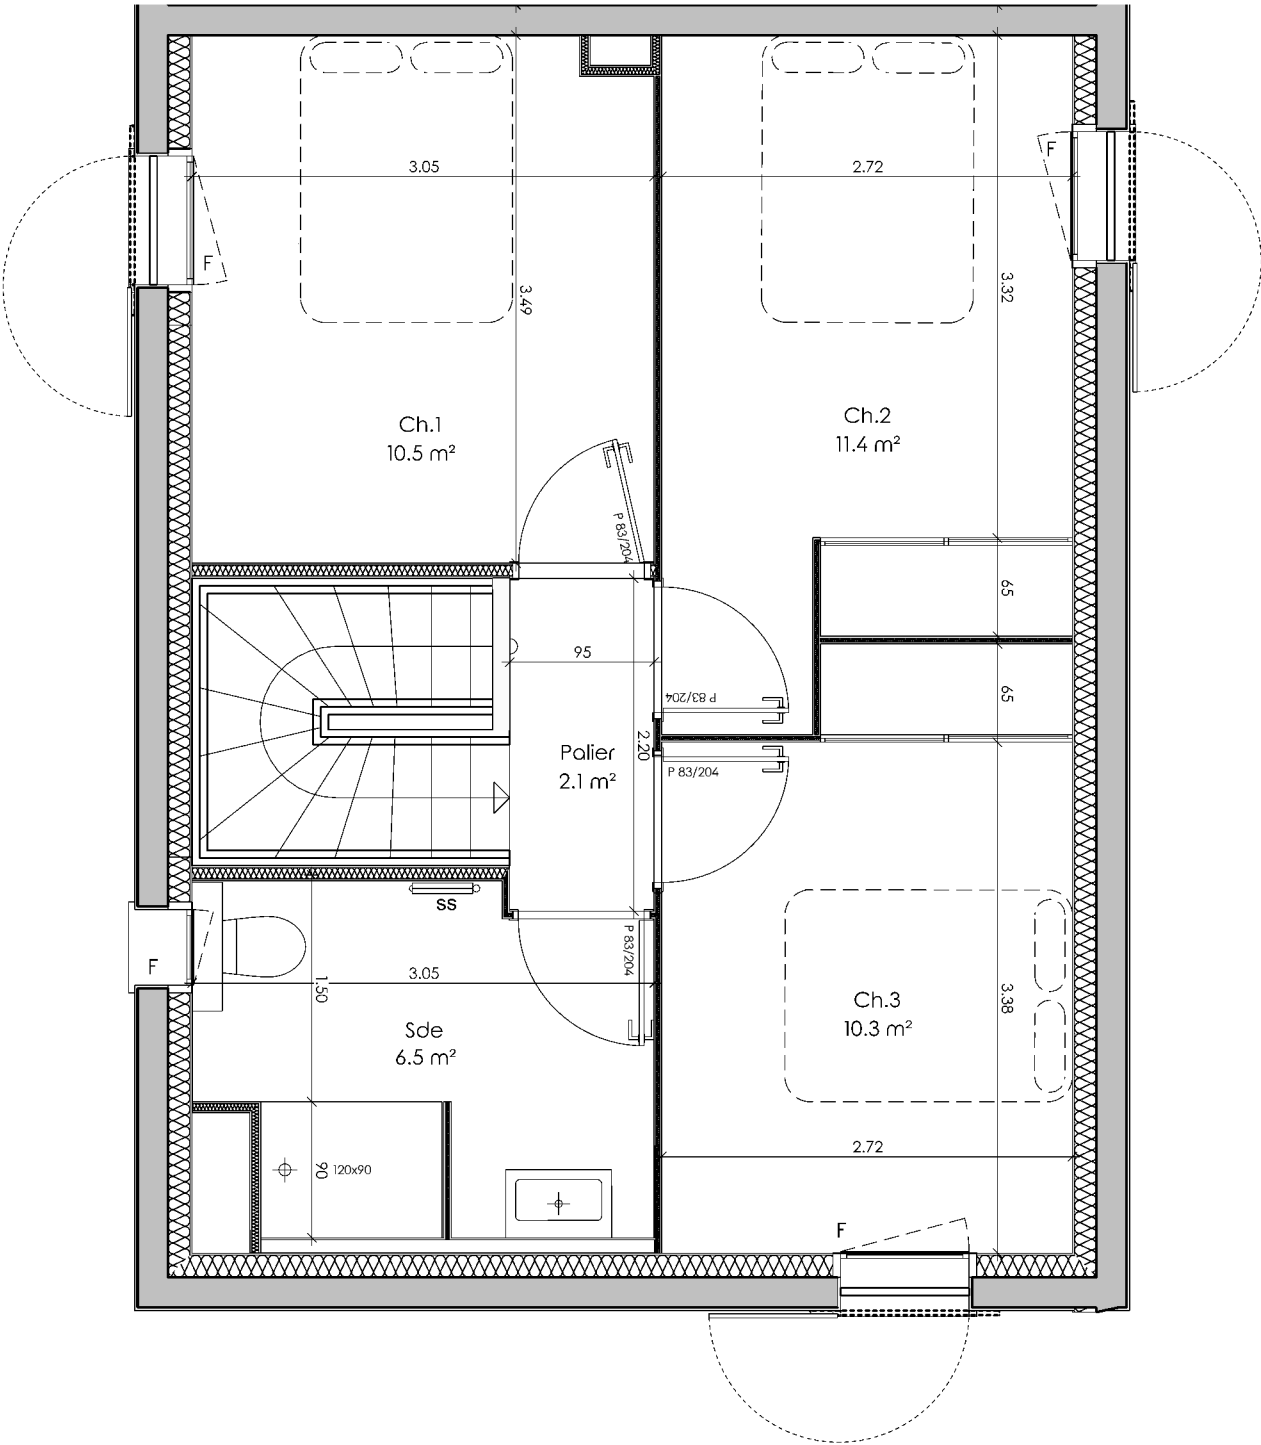 3.05
2.72
F
F
3.49
3.32
Ch.1
10.5 m²
Ch.2
11.4 m²
P 83/204
65
95
P 83/204
65
2.20
Palier
2.1 m²
P 83/204
SS
P 83/204
F
3.05
1.50
Ch.3
10.3 m²
3.38
Sde
6.5 m²
2.72
90
120x90
F